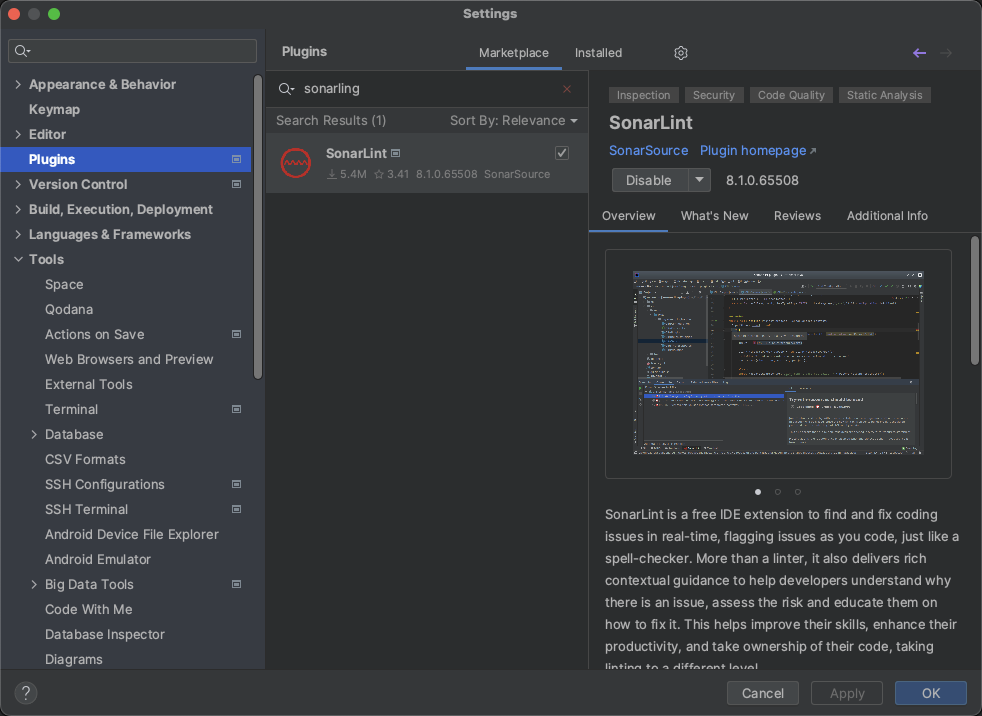 Settings
Plugins
Marketplace
Installed
Appearance & Behavior
Keymap
Editor
Plugins
Version Control
Build, Execution, Deployment
Languages & Frameworks
Tools
Space
Qodana
Actions on Save
Web Browsers and Preview
External Tools
Terminal
Database
CSV Formats
SSH Configurations
SSH Terminal
Android Device File Explorer
Android Emulator
Big Data Tools
Code With Me
Database Inspector
Diagrams
sonarling
Search Results (1)
Sort By: Relevance
SonarLint
5.4M 3.41 8.1.0.65508 SonarSource
Inspection Security Code Quality Static Analysis
SonarLint
SonarSource Plugin homepage
Disable 8.1.0.65508
Overview What's New Reviews Additional Info
SonarLint is a free IDE extension to find and fix coding
issues in real-time, flagging issues as you code, just like a
spell-checker. More than a linter, it also delivers rich
contextual guidance to help developers understand why
there is an issue, assess the risk and educate them on
how to fix it. This helps improve their skills, enhance their
productivity, and take ownership of their code, taking
linting to a different level.
?
Cancel Apply OK